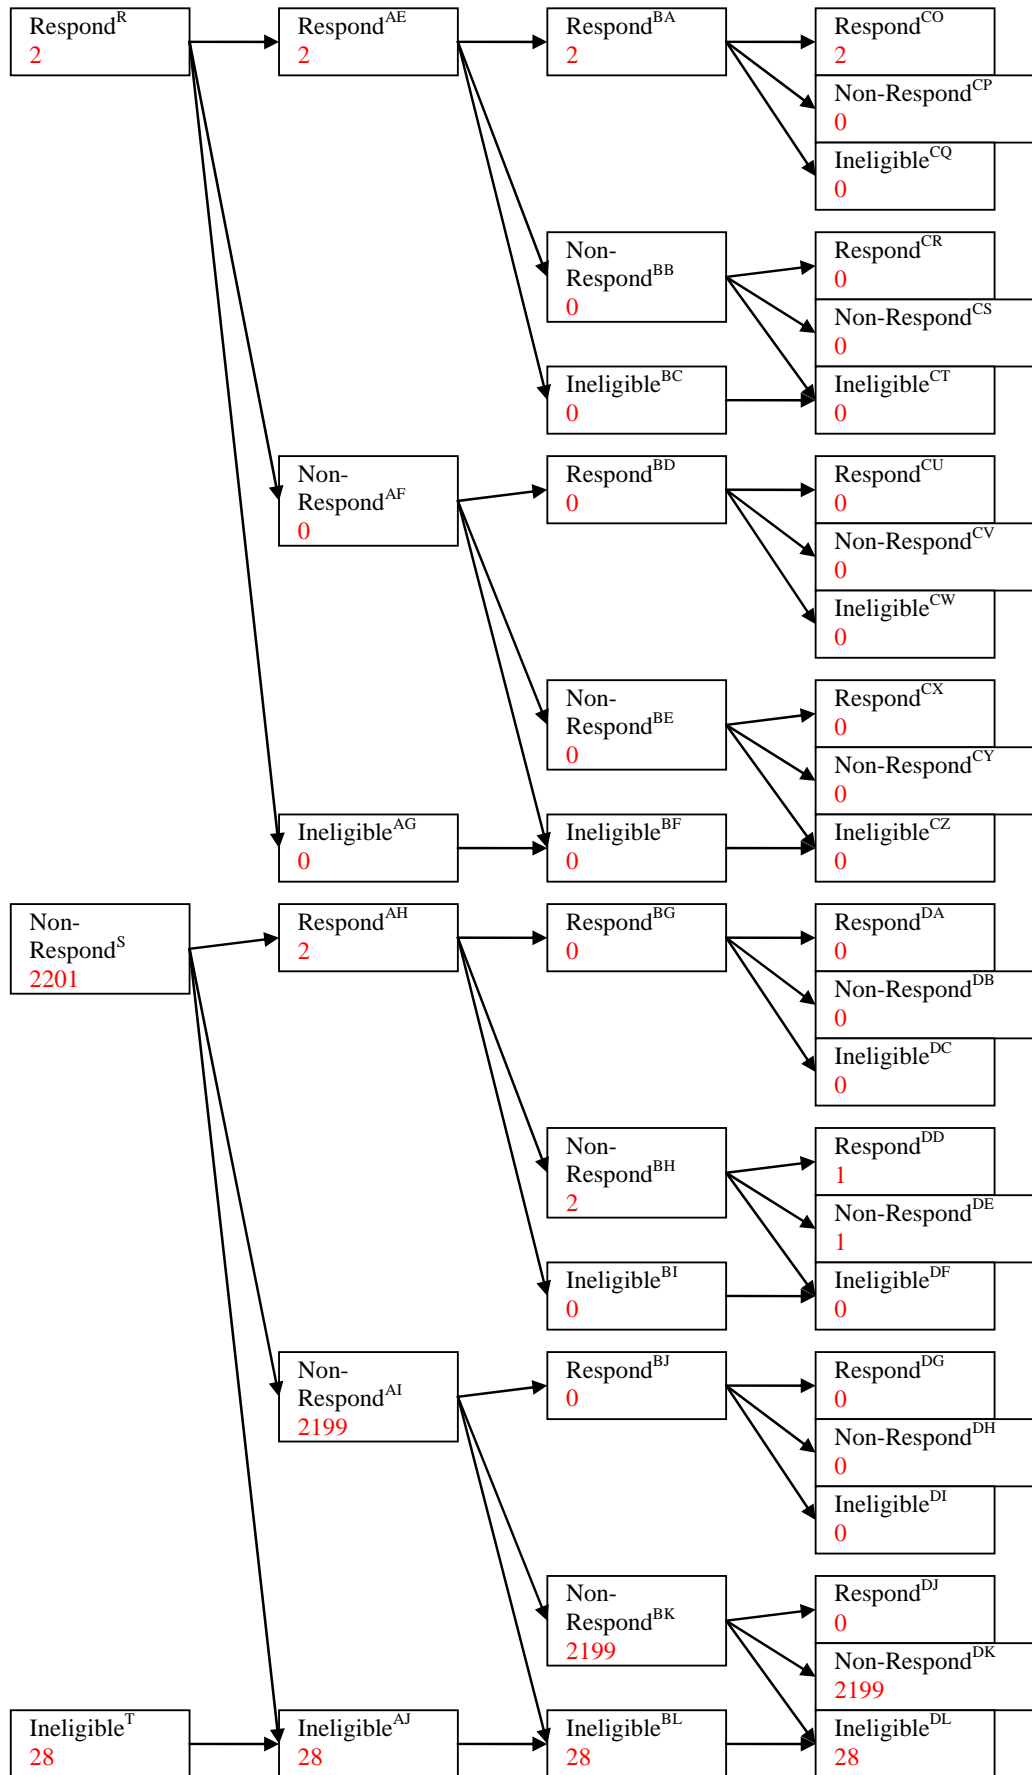 Respond^R
2
Respond^AE
2
Respond^BA
2
Respond^CO
2
Non-Respond^CP
0
Ineligible^CQ
0
Non-
Respond^BB
0
Respond^CR
0
Non-Respond^CS
0
Ineligible^BC
0
Ineligible^CT
0
Non-
Respond^AF
0
Respond^BD
0
Respond^CU
0
Non-Respond^CV
0
Ineligible^CW
0
Non-
Respond^BE
0
Respond^CX
0
Non-Respond^CY
0
Ineligible^AG
0
Ineligible^BF
0
Ineligible^CZ
0
Non-
Respond^S
2201
Respond^AH
2
Respond^BG
0
Respond^DA
0
Non-Respond^DB
0
Ineligible^DC
0
Non-
Respond^BH
2
Respond^DD
1
Non-Respond^DE
1
Ineligible^BI
0
Ineligible^DF
0
Non-
Respond^AI
2199
Respond^BJ
0
Respond^DG
0
Non-Respond^DH
0
Ineligible^DI
0
Non-
Respond^BK
2199
Respond^DJ
0
Non-Respond^DK
2199
Ineligible^T
28
Ineligible^AJ
28
Ineligible^BL
28
Ineligible^DL
28